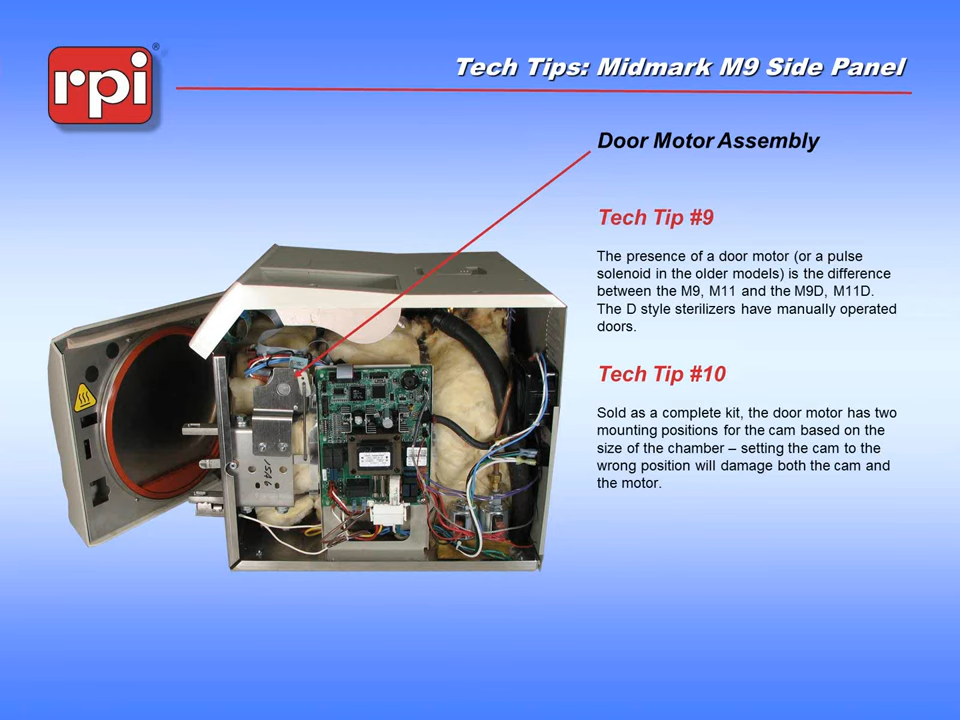 rpi®
Tech Tips: Midmark M9 Side Panel
Door Motor Assembly
Tech Tip #9
The presence of a door motor (or a pulse
solenoid in the older models) is the difference
between the M9, M11 and the M9D, M11D.
The D style sterilizers have manually operated
doors.
Tech Tip #10
Sold as a complete kit, the door motor has two
mounting positions for the cam based on the
size of the chamber – setting the cam to the
wrong position will damage both the cam and
the motor.